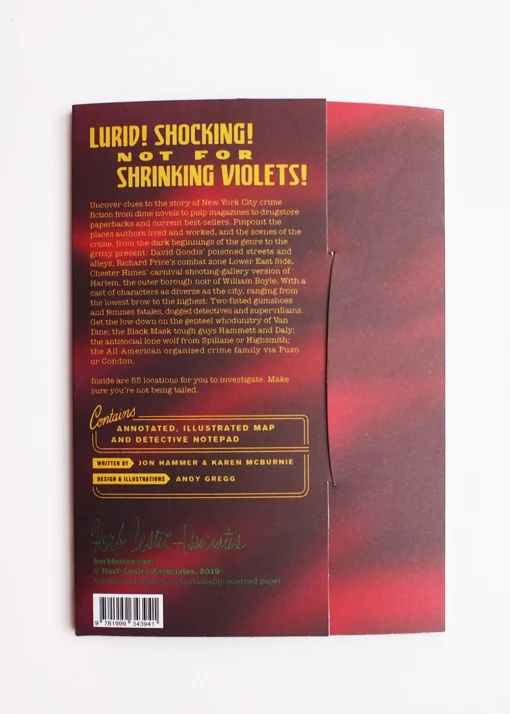 LURID! SHOCKING!
NOT FOR
SHRINKING VIOLETS!
Uncover clues to the story of New York City crime
fiction from dime novels to pulp magazines to drugstore
paperbacks and current best-sellers. Pinpoint the
places authors lived and worked, and the scenes of the
crime, from the dark beginnings of the genre to the
gritty present: David Goodis' poisoned streets and
alleys, Richard Price's combat zone Lower East Side,
Chester Himes' carnival-shooting-gallery version of
Harlem, the outer borough noir of William Boyle. With a
cast of characters as diverse as the city, ranging from
the lowest brow to the highest: Two-fisted gumshoes
and femmes fatales, dogged detectives and supervillains.
Get the low-down on the genteel whodunitry of Van
Dine; the Black Mask tough guys Hammett and Daly;
the antisocial lone wolf from Spillane or Highsmith;
the All-American organised crime family via Puzo
or Condon.
Inside are 55 locations for you to investigate. Make
sure you're not being tailed.
Contains
ANNOTATED, ILLUSTRATED MAP
AND DETECTIVE NOTEPAD
WRITTEN BY JON HAMMER & KAREN MCBURNIE
DESIGN & ILLUSTRATIONS ANDY GREGG
Herb Lester Associates
herblester.com
© Herb Lester Associates, 2019
sustainably sourced paper
9 781999 343941